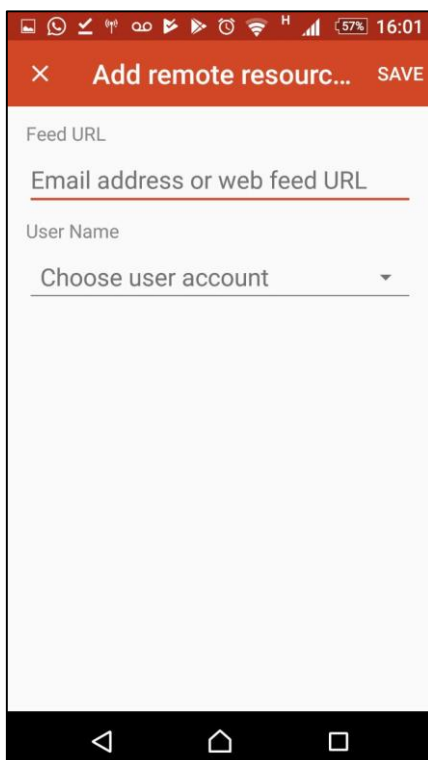 H 57% 16:01
Add remote resourc... SAVE
Feed URL
Email address or web feed URL
User Name
Choose user account